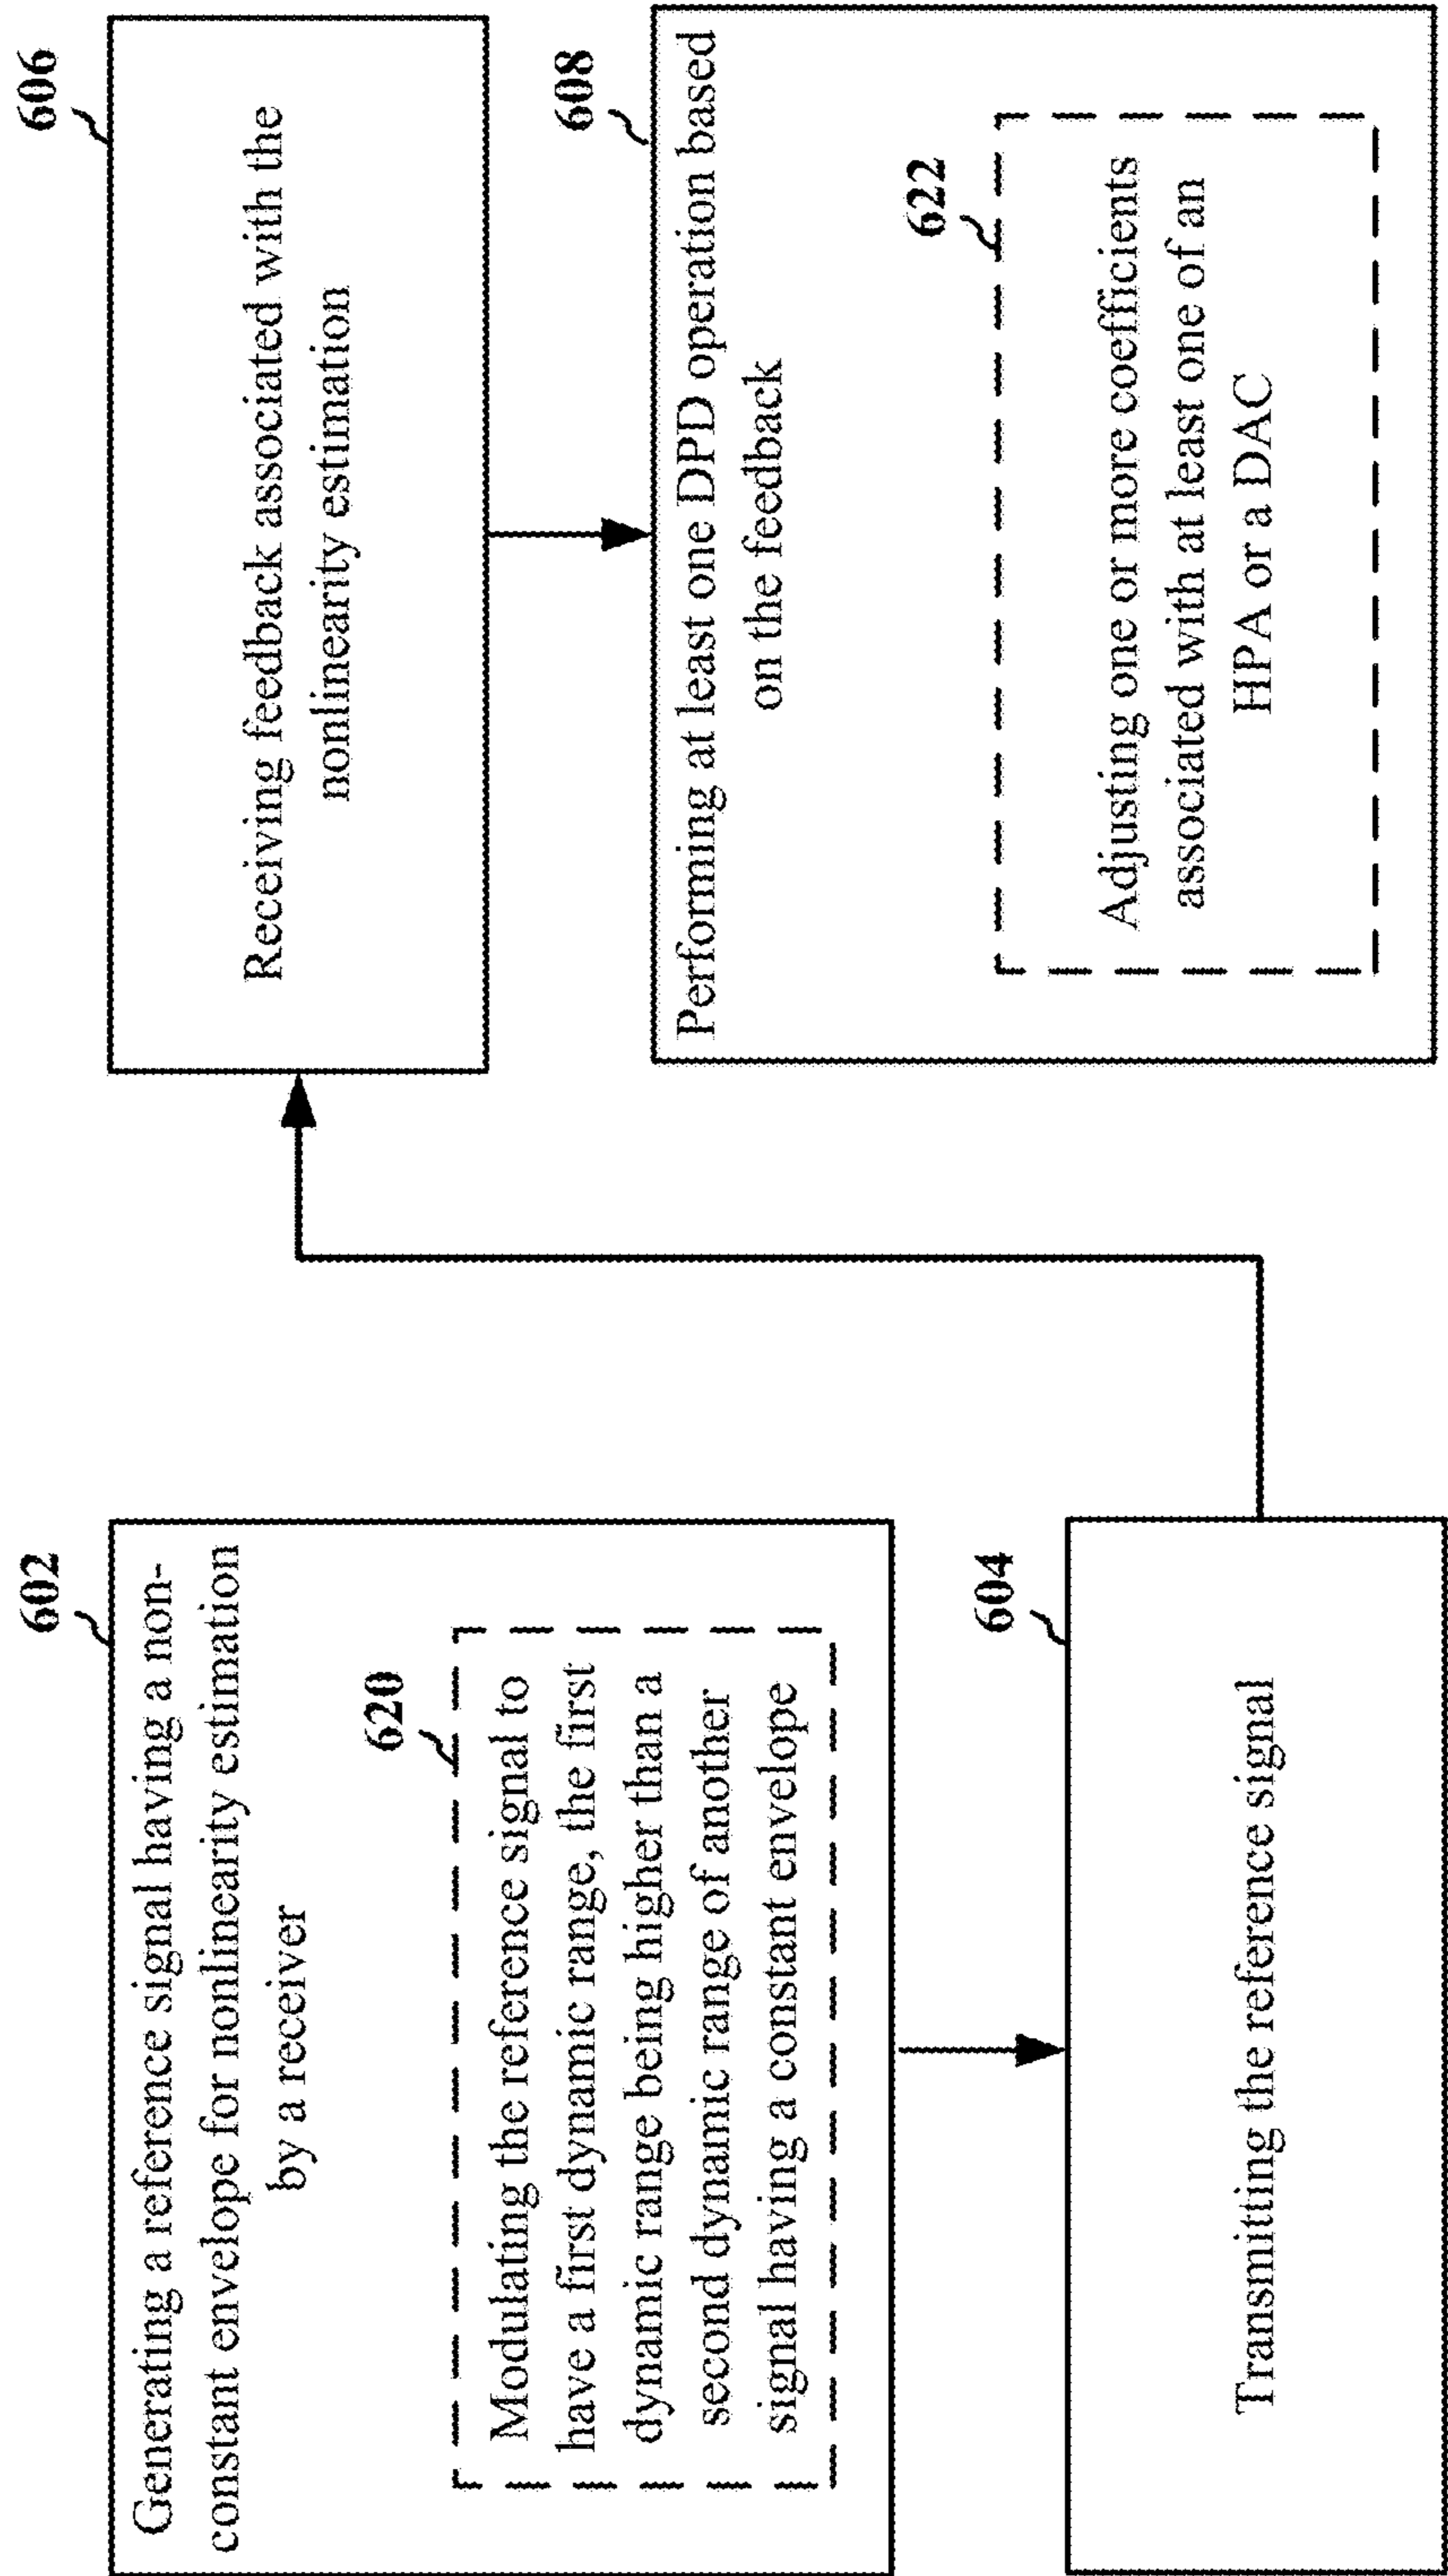 602
Generating a reference signal having a non-
constant envelope for nonlinearity estimation
by a receiver
620
Modulating the reference signal to
have a first dynamic range, the first
dynamic range being higher than a
second dynamic range of another
signal having a constant envelope
604
Transmitting the reference signal
606
Receiving feedback associated with the
nonlinearity estimation
608
Performing at least one DPD operation based
on the feedback
622
Adjusting one or more coefficients
associated with at least one of an
HPA or a DAC